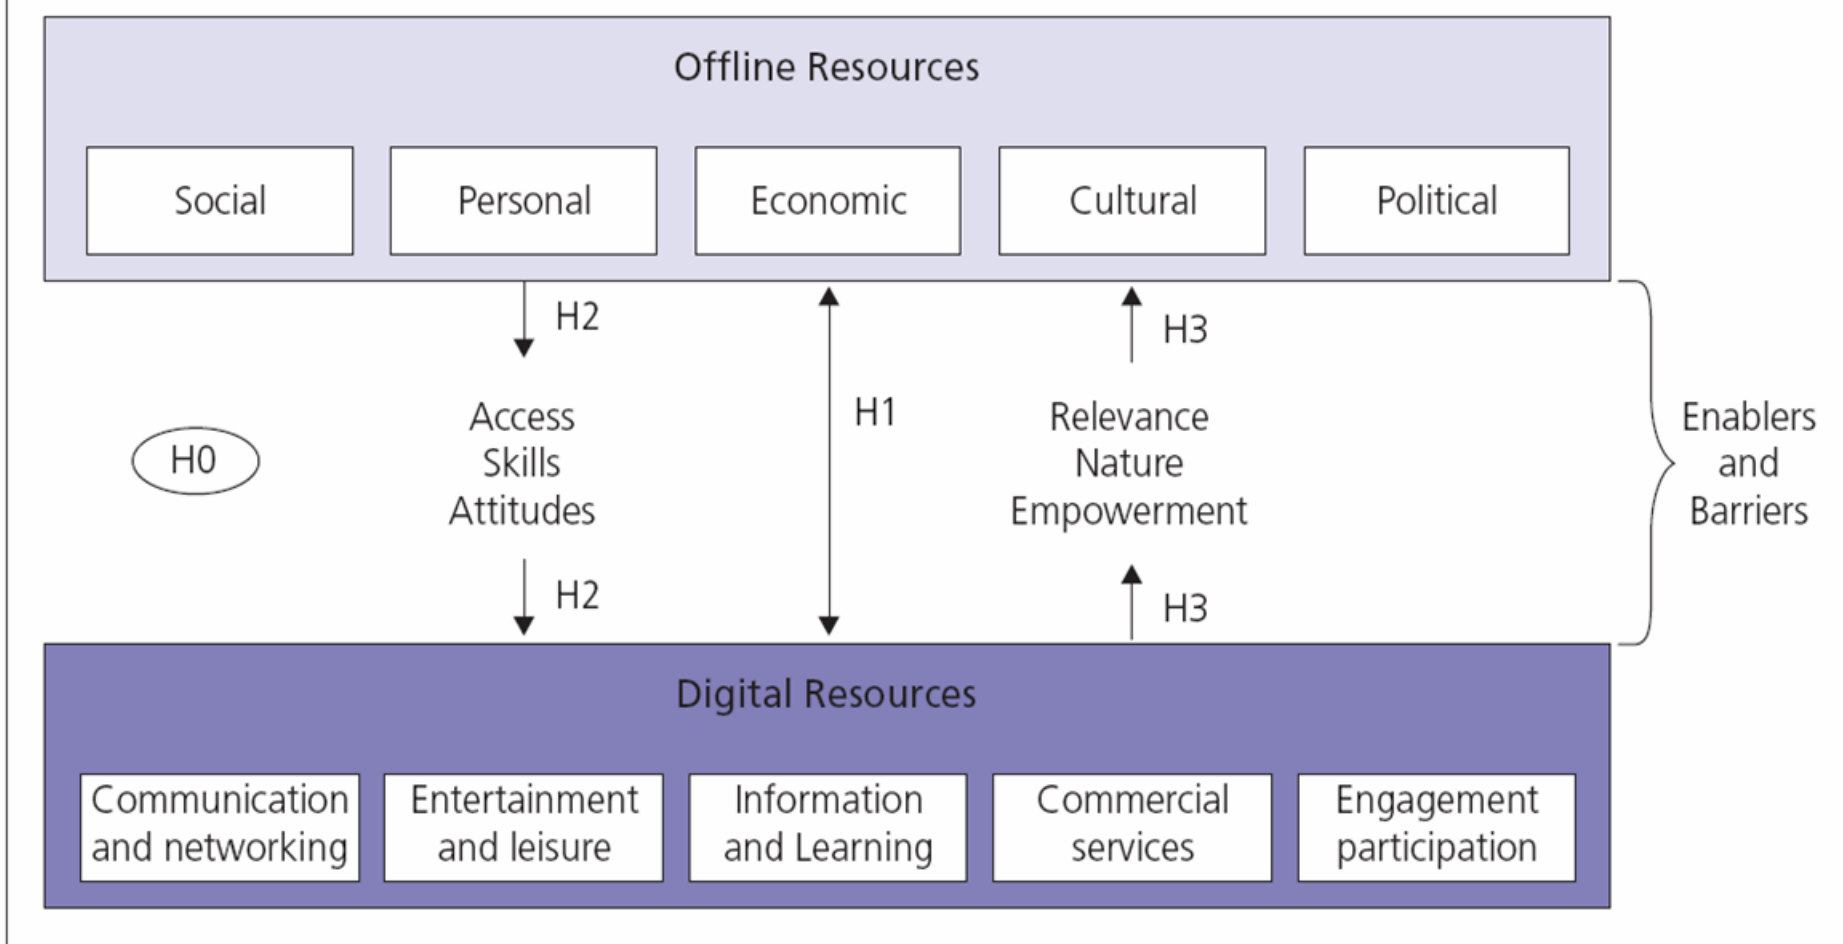 Offline Resources
Social
Personal
Economic
Cultural
Political
H2
H3
H1
H0
Access
Skills
Attitudes
Relevance
Nature
Empowerment
Enablers
and
Barriers
H2
H3
Digital Resources
Communication
and networking
Entertainment
and leisure
Information
and Learning
Commercial
services
Engagement
participation